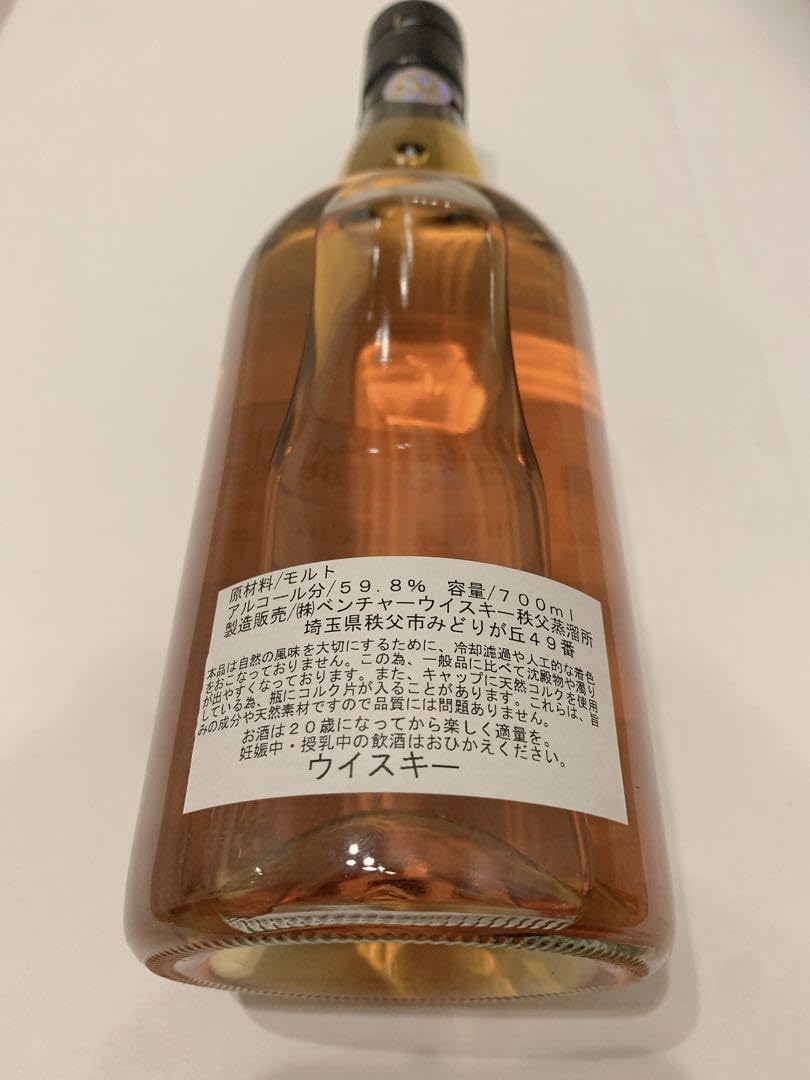 原材料/モルト
アルコール分/59.8% 容量/700ml
製造販売/㈱ベンチャーウイスキー秩父蒸溜所
埼玉県秩父市みどりが丘49番
本品は自然の風味を大切にするために、冷却濾過や人工的な着色
をおこなっておりません。この為、一般品に比べて沈殿物や濁り
が出やすくなっております。また、キャップに天然コルクを使用
している為、瓶にコルク片が入ることがあります。これらは、旨
みの成分や天然素材ですので品質には問題ありません。
お酒は20歳になってから楽しく適量を。
妊娠中・授乳中の飲酒はおひかえください。
ウイスキー